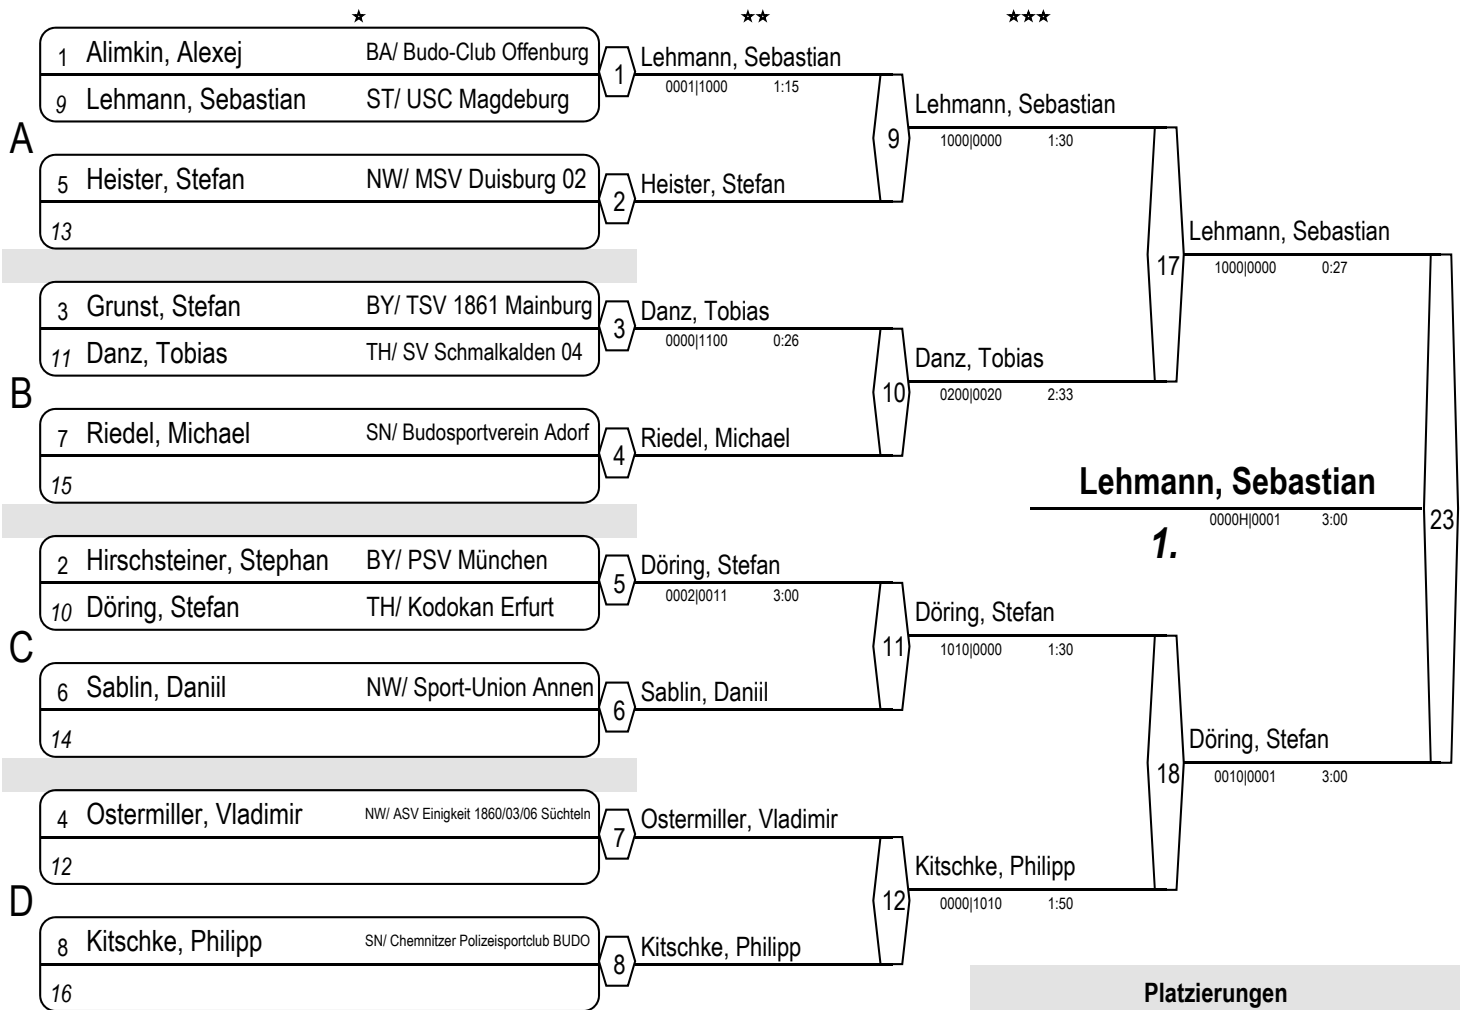 1 Alimkin, Alexej BA/ Budo-Club Offenburg
9 Lehmann, Sebastian ST/ USC Magdeburg
A
5 Heister, Stefan NW/ MSV Duisburg 02
13
3 Grunst, Stefan BY/ TSV 1861 Mainburg
11 Danz, Tobias TH/ SV Schmalkalden 04
B
7 Riedel, Michael SN/ Budosportverein Adorf
15
2 Hirschsteiner, Stephan BY/ PSV München
10 Döring, Stefan TH/ Kodokan Erfurt
C
6 Sablin, Daniil NW/ Sport-Union Annen
14
4 Ostermiller, Vladimir NW/ ASV Einigkeit 1860/03/06 Süchteln
12
D
8 Kitschke, Philipp SN/ Chemnitzer Polizeisportclub BUDO
16
1 Lehmann, Sebastian
0001|1000 1:15
2 Heister, Stefan
3 Danz, Tobias
0000|1100 0:26
4 Riedel, Michael
5 Döring, Stefan
0002|0011 3:00
6 Sablin, Daniil
7 Ostermiller, Vladimir
8 Kitschke, Philipp
9 Lehmann, Sebastian
1000|0000 1:30
10 Danz, Tobias
0200|0020 2:33
11 Döring, Stefan
1010|0000 1:30
12 Kitschke, Philipp
0000|1010 1:50
17 Lehmann, Sebastian
1000|0000 0:27
18 Döring, Stefan
0010|0001 3:00
23
Lehmann, Sebastian
0000H|0001 3:00
1.
Platzierungen